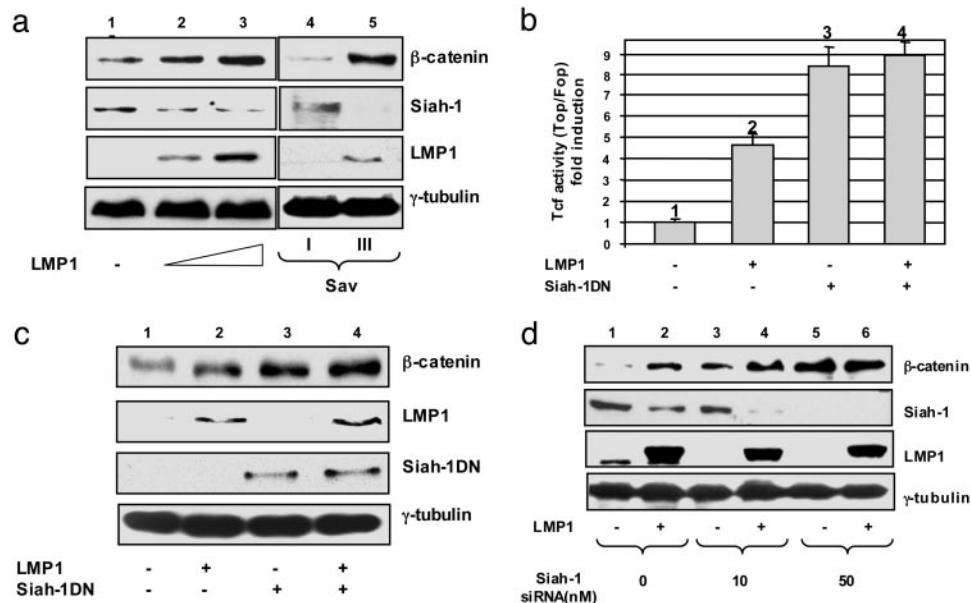 a
1 2 3 4 5
β-catenin
Siah-1
LMP1
γ-tubulin
I III
LMP1 -
Sav
b
Tcf activity (Top/Fop)
fold induction
9
8
7
6
5
4
3
2
1
0
1
2
3
4
LMP1 - + - +
Siah-1DN - - + +
c
1 2 3 4
β-catenin
LMP1
Siah-1DN
γ-tubulin
LMP1 - + - +
Siah-1DN - - + +
d
1 2 3 4 5 6
β-catenin
Siah-1
LMP1
γ-tubulin
LMP1 - + - + - +
Siah-1
siRNA(nM) 0 10 50